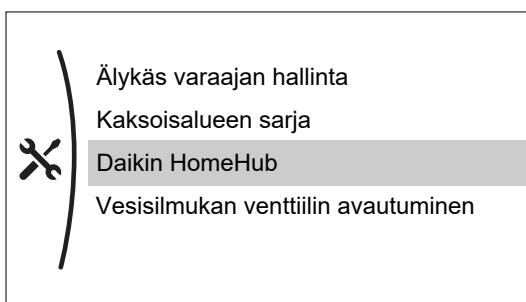 Älykäs varaajan hallinta
Kaksoisalueen sarja
Daikin HomeHub
Vesisilmukan venttiilin avautuminen